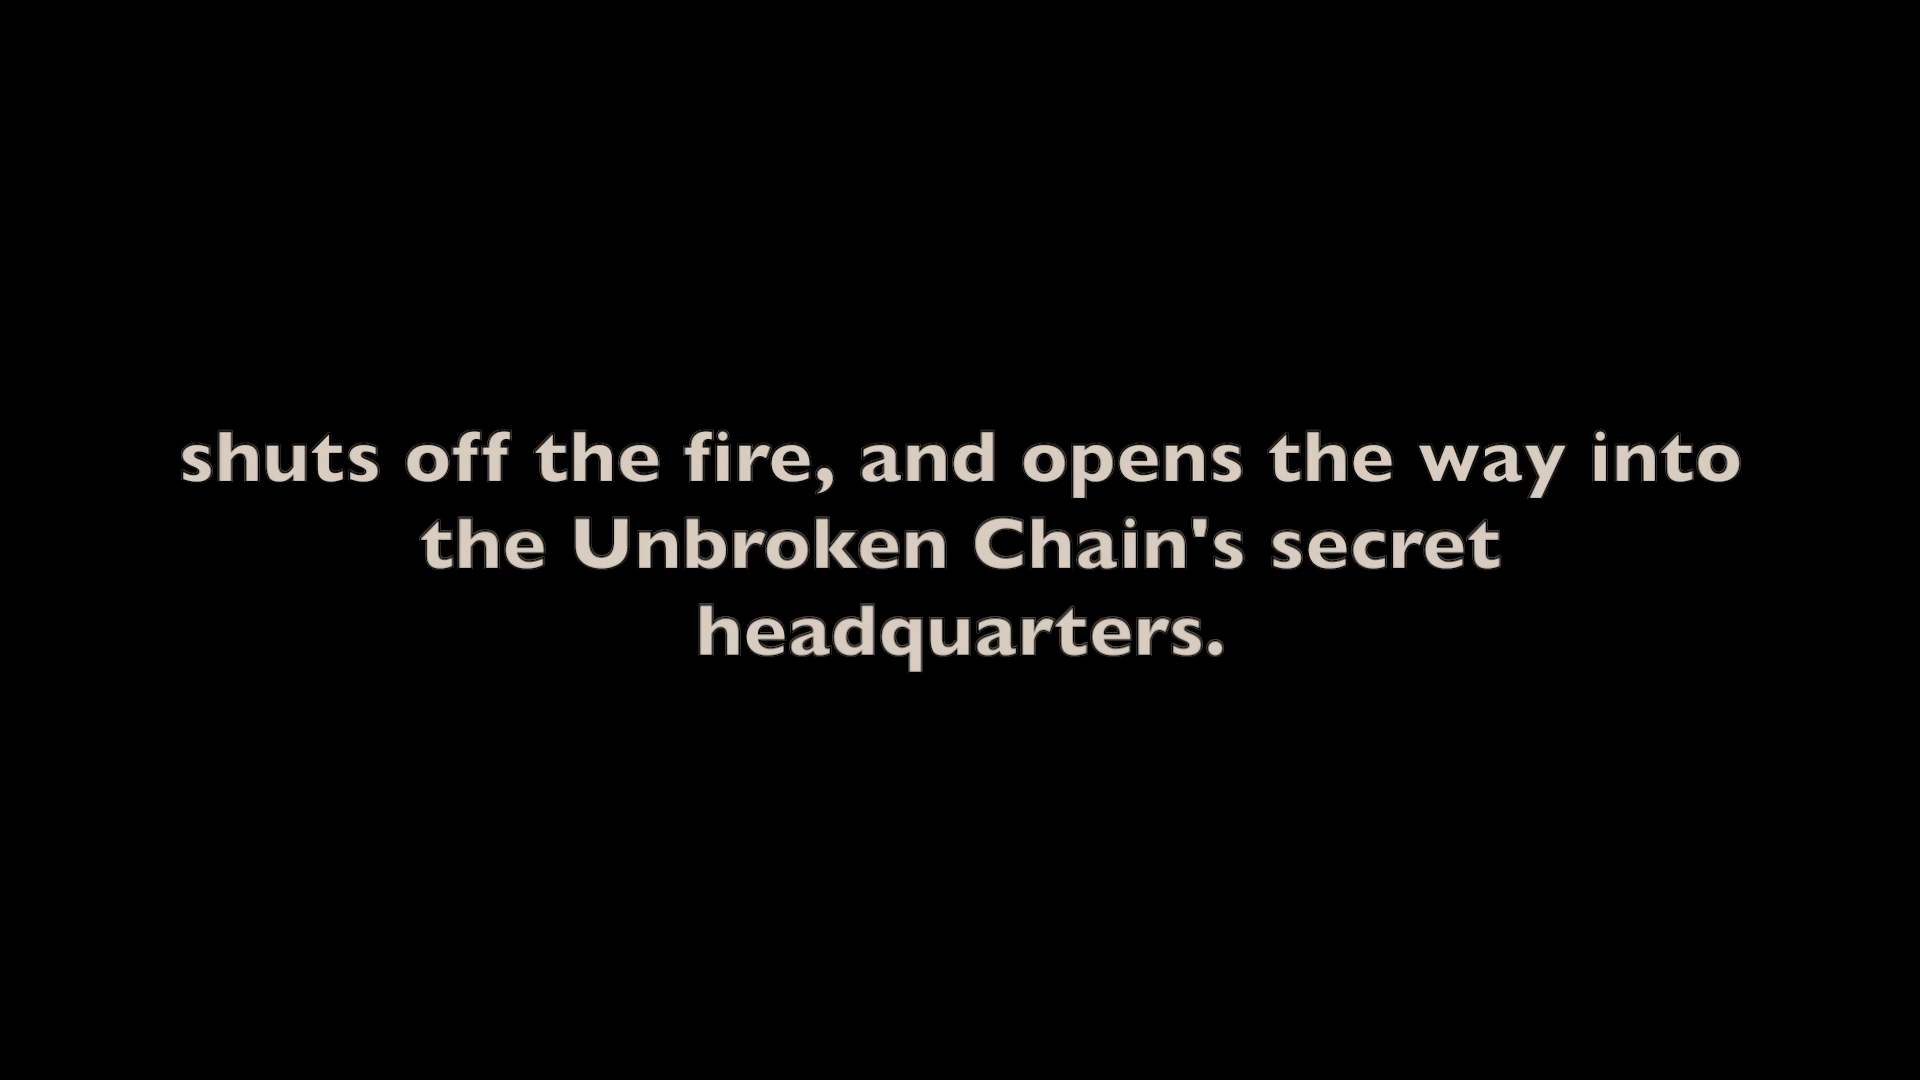 shuts off the fire, and opens the way into
the Unbroken Chain's secret
headquarters.